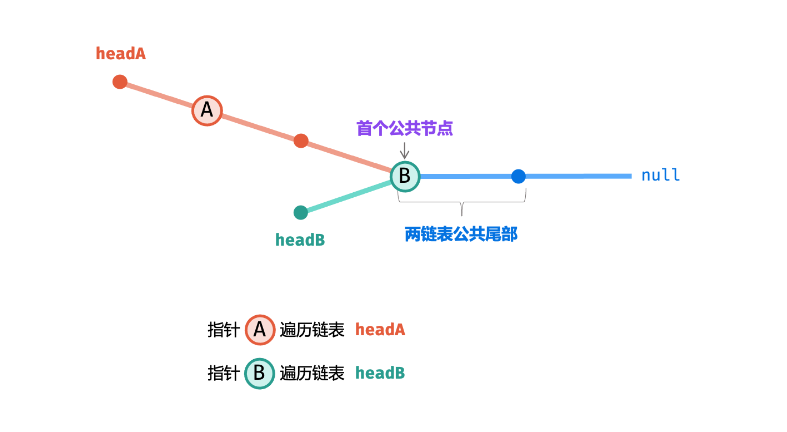 headA
A
首个公共节点
B
null
headB
两链表公共尾部
指针 A 遍历链表 headA
指针 B 遍历链表 headB